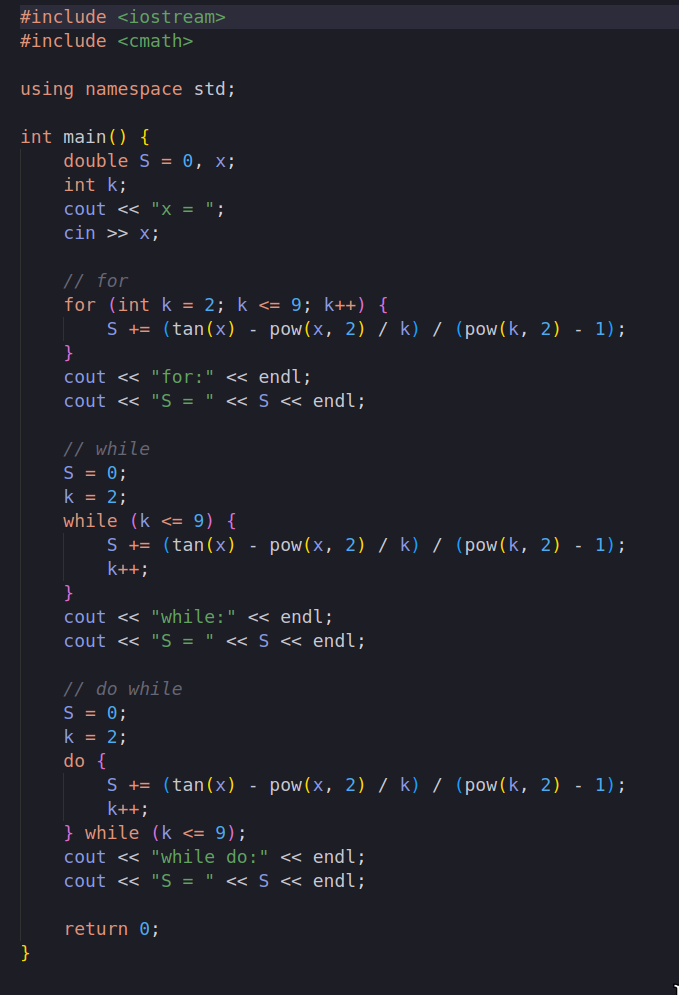 #include <iostream>
#include <cmath>

using namespace std;

int main() {
    double S = 0, x;
    int k;
    cout << "x = ";
    cin >> x;

    // for
    for (int k = 2; k <= 9; k++) {
        S += (tan(x) - pow(x, 2) / k) / (pow(k, 2) - 1);
    }
    cout << "for:" << endl;
    cout << "S = " << S << endl;

    // while
    S = 0;
    k = 2;
    while (k <= 9) {
        S += (tan(x) - pow(x, 2) / k) / (pow(k, 2) - 1);
        k++;
    }
    cout << "while:" << endl;
    cout << "S = " << S << endl;

    // do while
    S = 0;
    k = 2;
    do {
        S += (tan(x) - pow(x, 2) / k) / (pow(k, 2) - 1);
        k++;
    } while (k <= 9);
    cout << "while do:" << endl;
    cout << "S = " << S << endl;

    return 0;
}